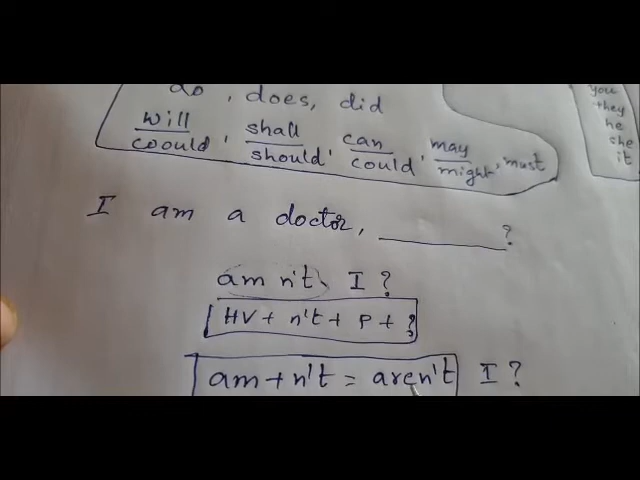 do, does, did
will shall can may
coould, should, could, might, must
you
they
he
she
it
I am a doctor, ________?
am n't I ?
HV + n't + P + ?
am + n't = aren't I ?